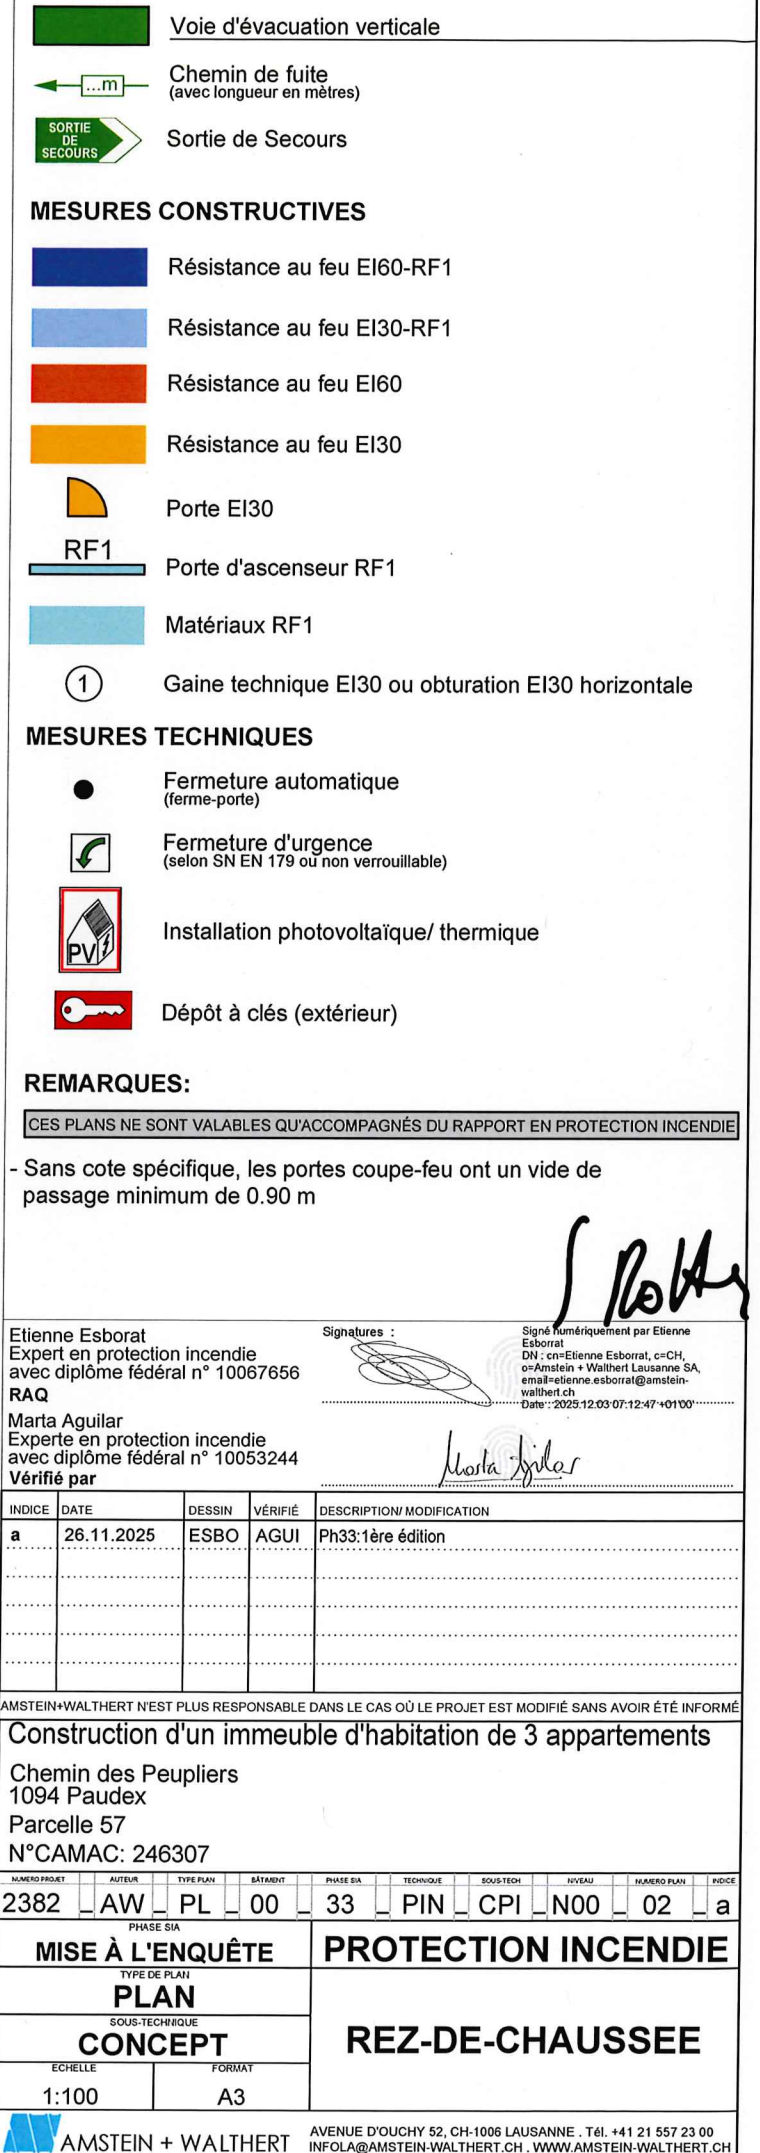 Voie d'évacuation verticale
...m
Chemin de fuite
(avec longueur en mètres)
SORTIE
DE
SECOURS
Sortie de Secours
MESURES CONSTRUCTIVES
Résistance au feu EI60-RF1
Résistance au feu EI30-RF1
Résistance au feu EI60
Résistance au feu EI30
Porte EI30
RF1
Porte d'ascenseur RF1
Matériaux RF1
1 Gaine technique EI30 ou obturation EI30 horizontale
MESURES TECHNIQUES
Fermeture automatique
(ferme-porte)
Fermeture d'urgence
(selon SN EN 179 ou non verrouillable)
PV
Installation photovoltaïque/ thermique
Dépôt à clés (extérieur)
REMARQUES:
CES PLANS NE SONT VALABLES QU'ACCOMPAGNÉS DU RAPPORT EN PROTECTION INCENDIE
- Sans cote spécifique, les portes coupe-feu ont un vide de
passage minimum de 0.90 m
Etienne Esborat
Expert en protection incendie
avec diplôme fédéral n° 10067656
RAQ
Signatures :
Signé numériquement par Etienne
Esborrat
DN : cn=Etienne Esborrat, c=CH,
o=Amstein + Walthert Lausanne SA,
email=etienne.esborrat@amstein-
walthert.ch
Date : 2025.12.03 07:12:47 +01'00'
Marta Aguilar
Experte en protection incendie
avec diplôme fédéral n° 10053244
Vérifié par
Marta Aguilar
INDICE DATE DESSIN VÉRIFIÉ DESCRIPTION/ MODIFICATION
a 26.11.2025 ESBO AGUI Ph33:1ère édition
AMSTEIN+WALTHERT N'EST PLUS RESPONSABLE DANS LE CAS OÙ LE PROJET EST MODIFIÉ SANS AVOIR ÉTÉ INFORMÉ
Construction d'un immeuble d'habitation de 3 appartements
Chemin des Peupliers
1094 Paudex
Parcelle 57
N°CAMAC: 246307
NUMERO PROJET AUTEUR TYPE PLAN BÂTIMENT PHASE SIA TECHNIQUE SOUS-TECH NIVEAU NUMERO PLAN INDICE
2382 _ AW _ PL _ 00 _ 33 _ PIN _ CPI _ N00 _ 02 _ a
PHASE SIA
MISE À L'ENQUÊTE
PROTECTION INCENDIE
TYPE DE PLAN
PLAN
SOUS-TECHNIQUE
CONCEPT
REZ-DE-CHAUSSEE
ECHELLE FORMAT
1:100 A3
AMSTEIN + WALTHERT
AVENUE D'OUCHY 52, CH-1006 LAUSANNE . Tél. +41 21 557 23 00
INFOLA@AMSTEIN-WALTHERT.CH . WWW.AMSTEIN-WALTHERT.CH